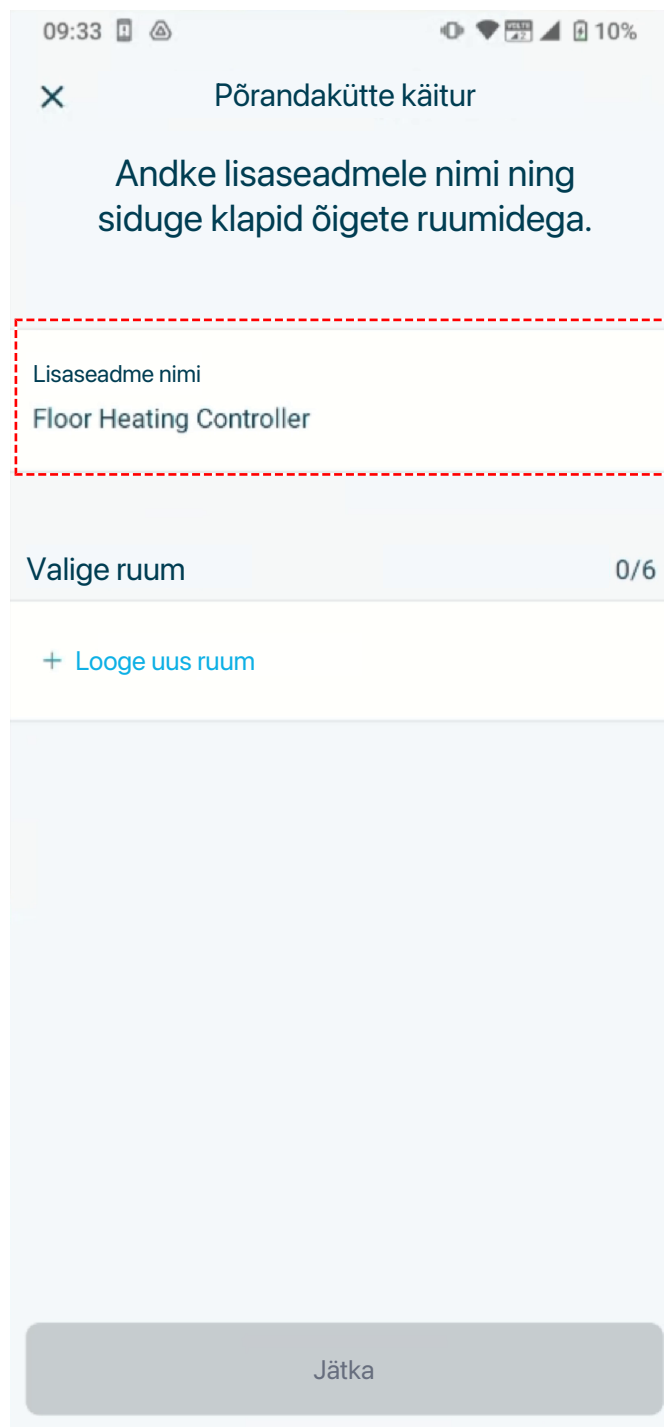 09:33
10%
Põrandakütte käitur
Andke lisaseadmele nimi ning
siduge klapid õigete ruumidega.
Lisaseadme nimi
Floor Heating Controller
Valige ruum 0/6
+ Looge uus ruum
Jätka